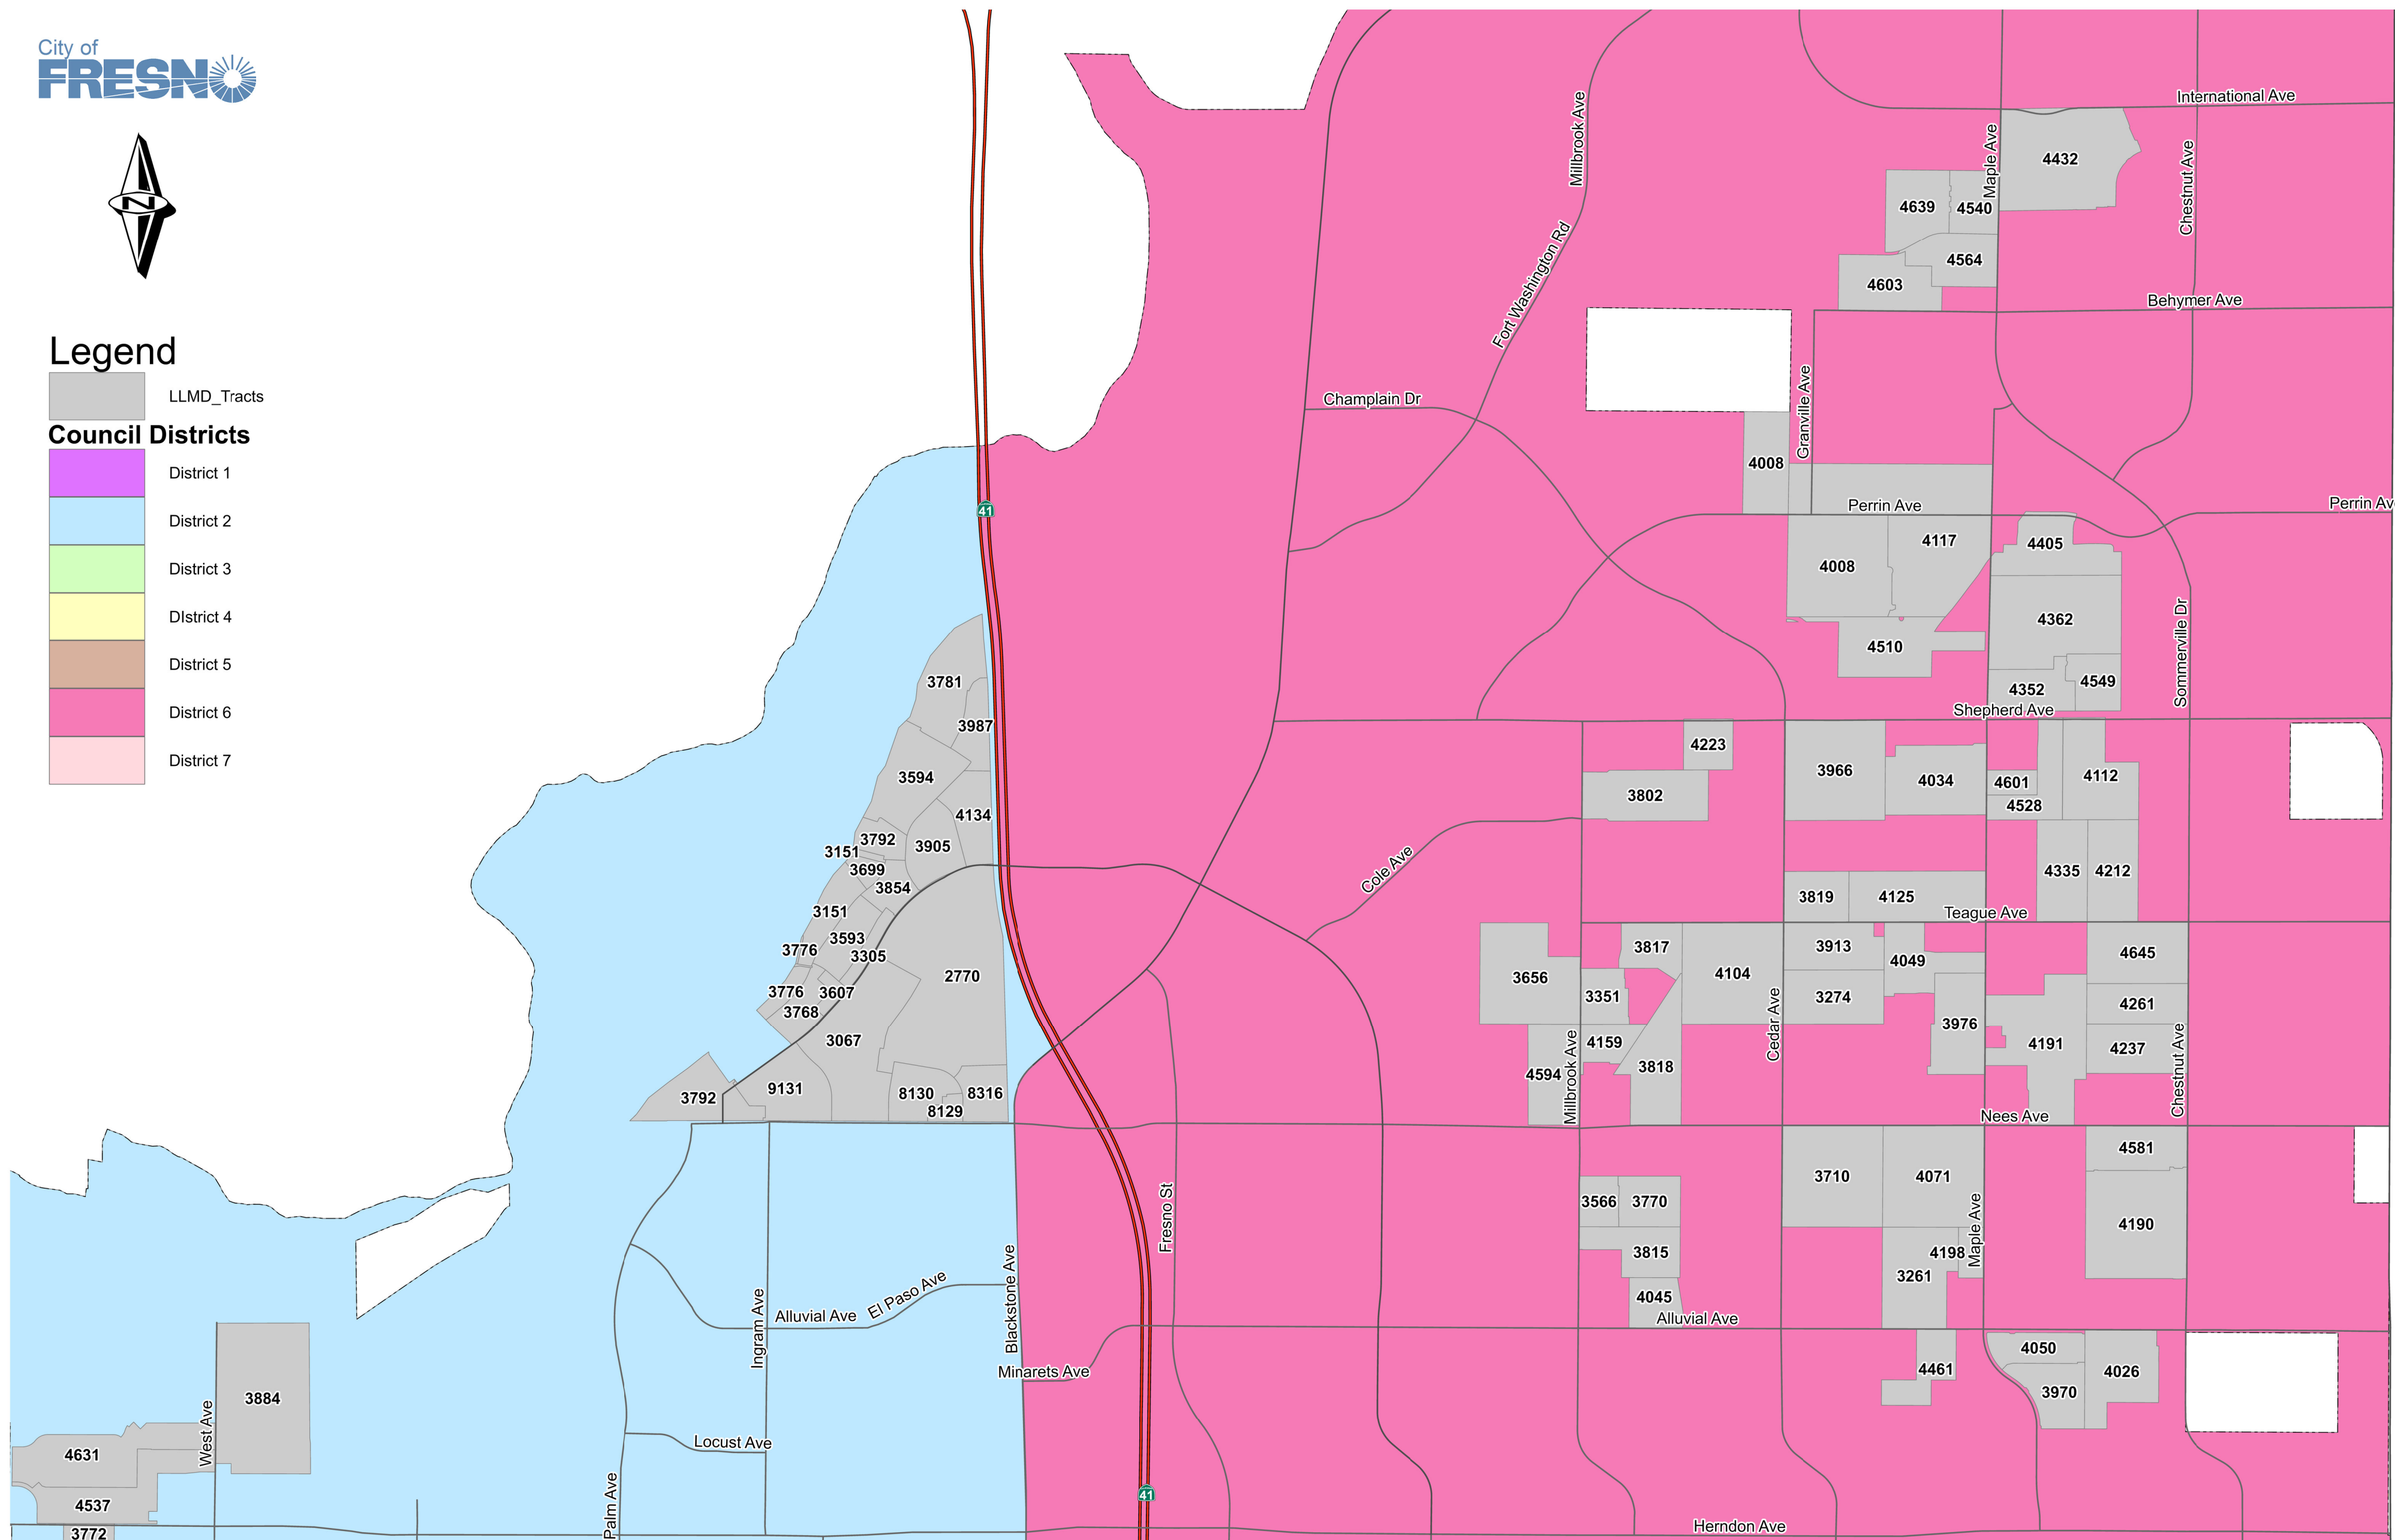 City of
FRESNO
N
Legend
LLMD_Tracts
Council Districts
District 1
District 2
District 3
DIstrict 4
District 5
District 6
District 7
International Ave
Millbrook Ave
Maple Ave
Chestnut Ave
4432
4639
4540
4564
4603
Fort Washington Rd
Behymer Ave
Champlain Dr
Granville Ave
4008
41
Perrin Ave
Perrin Av
4117
4008
4405
4362
4510
4352
4549
Sommerville Dr
Shepherd Ave
3781
3987
3594
4134
3792
3905
3151
3699
3854
3151
3593
3305
3776
2770
3776
3607
3768
3067
9131
3792
8130
8129
8316
4223
3802
3966
4034
4601
4528
4112
4335
4212
Cole Ave
3819
4125
Teague Ave
3656
3817
3351
4104
3913
4049
3274
3976
4645
4261
4191
4237
4159
3818
4594
Millbrook Ave
Cedar Ave
Chestnut Ave
Nees Ave
3710
4071
4581
4190
3566
3770
3815
4045
4198
3261
Maple Ave
Fresno St
Blackstone Ave
El Paso Ave
Alluvial Ave
Ingram Ave
Alluvial Ave
Minarets Ave
4461
4050
3970
4026
3884
West Ave
4631
4537
3772
Locust Ave
Palm Ave
41
Herndon Ave